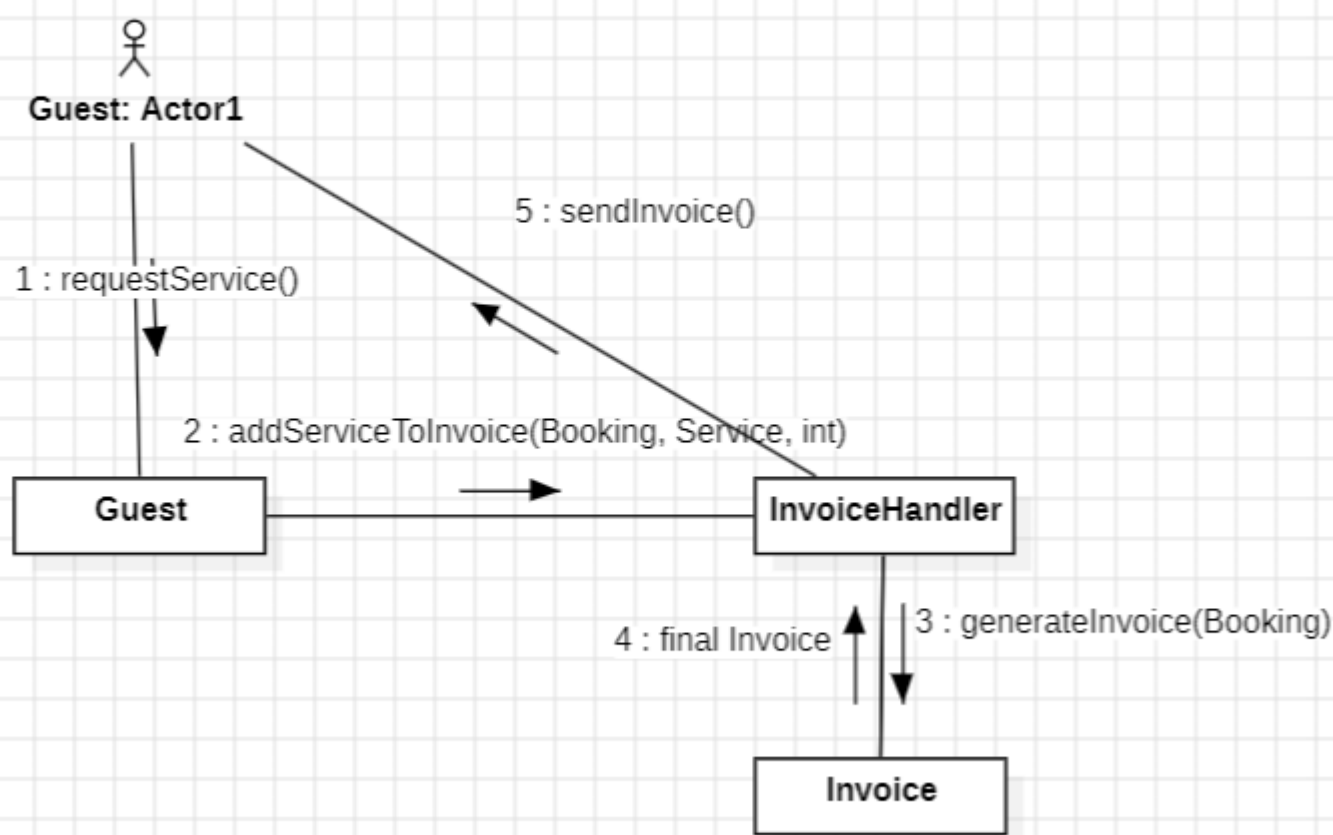 Guest: Actor1
5 : sendInvoice()
1 : requestService()
2 : addServiceToInvoice(Booking, Service, int)
Guest
InvoiceHandler
3 : generateInvoice(Booking)
4 : final Invoice
Invoice